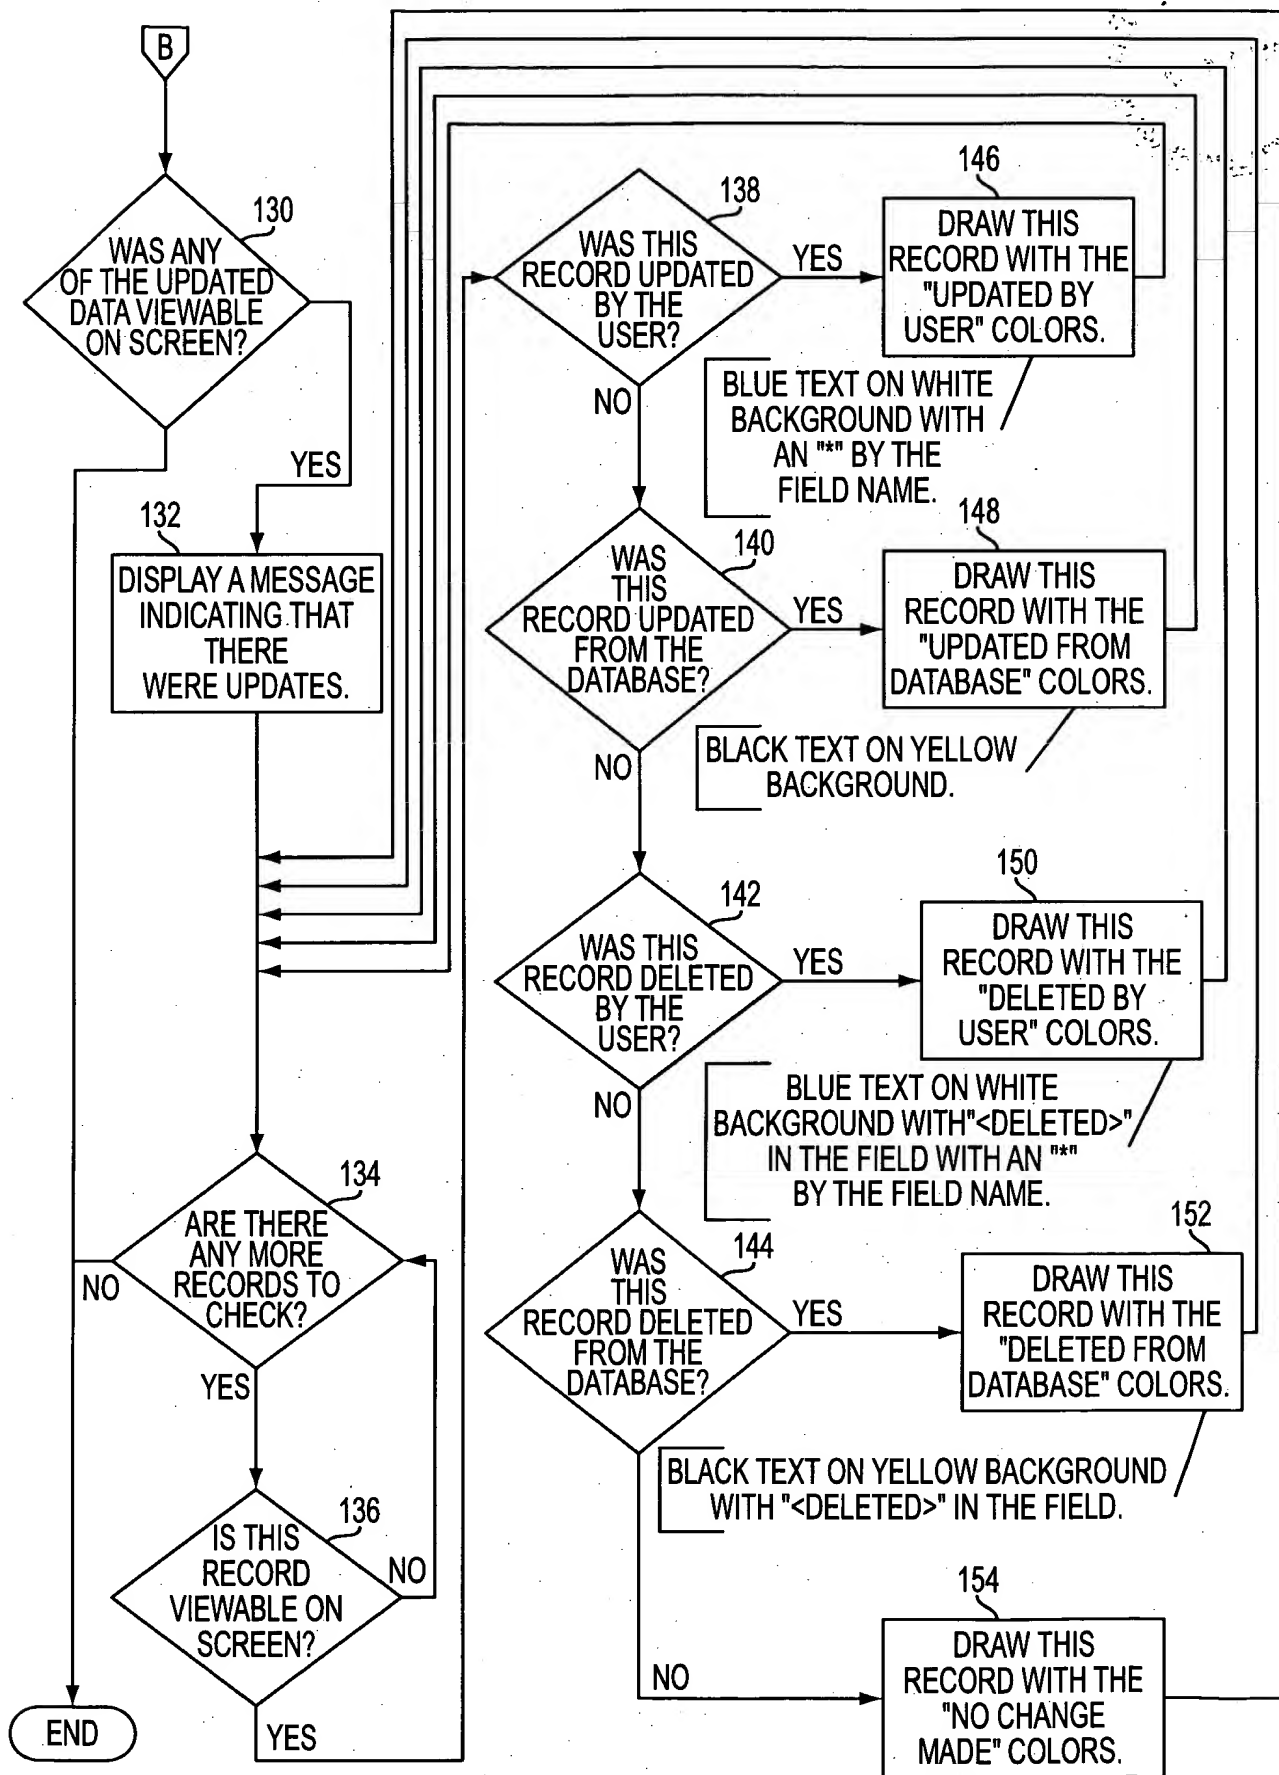 B
130
WAS ANY
OF THE UPDATED
DATA VIEWABLE
ON SCREEN?
YES
132
DISPLAY A MESSAGE
INDICATING THAT
THERE
WERE UPDATES.
134
ARE THERE
ANY MORE
RECORDS TO
CHECK?
NO
YES
136
IS THIS
RECORD
VIEWABLE ON
SCREEN?
NO
YES
END
138
WAS THIS
RECORD UPDATED
BY THE
USER?
YES
NO
146
DRAW THIS
RECORD WITH THE
"UPDATED BY
USER" COLORS.
BLUE TEXT ON WHITE
BACKGROUND WITH
AN "*" BY THE
FIELD NAME.
140
WAS
THIS
RECORD UPDATED
FROM THE
DATABASE?
YES
NO
148
DRAW THIS
RECORD WITH THE
"UPDATED FROM
DATABASE" COLORS.
BLACK TEXT ON YELLOW
BACKGROUND.
142
WAS THIS
RECORD DELETED
BY THE
USER?
YES
NO
150
DRAW THIS
RECORD WITH THE
"DELETED BY
USER" COLORS.
BLUE TEXT ON WHITE
BACKGROUND WITH"<DELETED>"
IN THE FIELD WITH AN "*"
BY THE FIELD NAME.
144
WAS
THIS
RECORD DELETED
FROM THE
DATABASE?
YES
NO
152
DRAW THIS
RECORD WITH THE
"DELETED FROM
DATABASE" COLORS.
BLACK TEXT ON YELLOW BACKGROUND
WITH "<DELETED>" IN THE FIELD.
154
DRAW THIS
RECORD WITH THE
"NO CHANGE
MADE" COLORS.